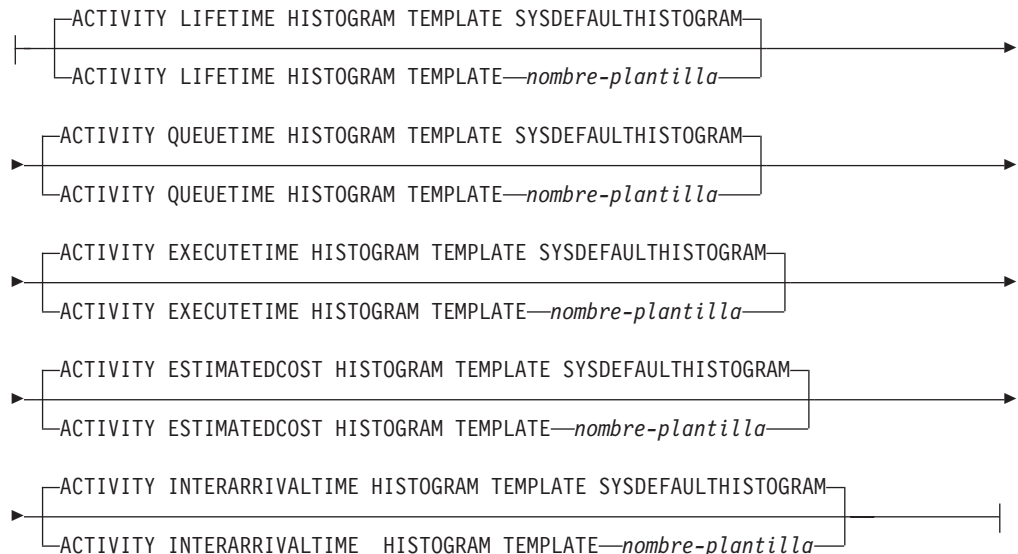 ACTIVITY LIFETIME HISTOGRAM TEMPLATE SYSDEFAULTHISTOGRAM
ACTIVITY LIFETIME HISTOGRAM TEMPLATE nombre-plantilla
ACTIVITY QUEUETIME HISTOGRAM TEMPLATE SYSDEFAULTHISTOGRAM
ACTIVITY QUEUETIME HISTOGRAM TEMPLATE nombre-plantilla
ACTIVITY EXECUTETIME HISTOGRAM TEMPLATE SYSDEFAULTHISTOGRAM
ACTIVITY EXECUTETIME HISTOGRAM TEMPLATE nombre-plantilla
ACTIVITY ESTIMATEDCOST HISTOGRAM TEMPLATE SYSDEFAULTHISTOGRAM
ACTIVITY ESTIMATEDCOST HISTOGRAM TEMPLATE nombre-plantilla
ACTIVITY INTERARRIVALTIME HISTOGRAM TEMPLATE SYSDEFAULTHISTOGRAM
ACTIVITY INTERARRIVALTIME HISTOGRAM TEMPLATE nombre-plantilla